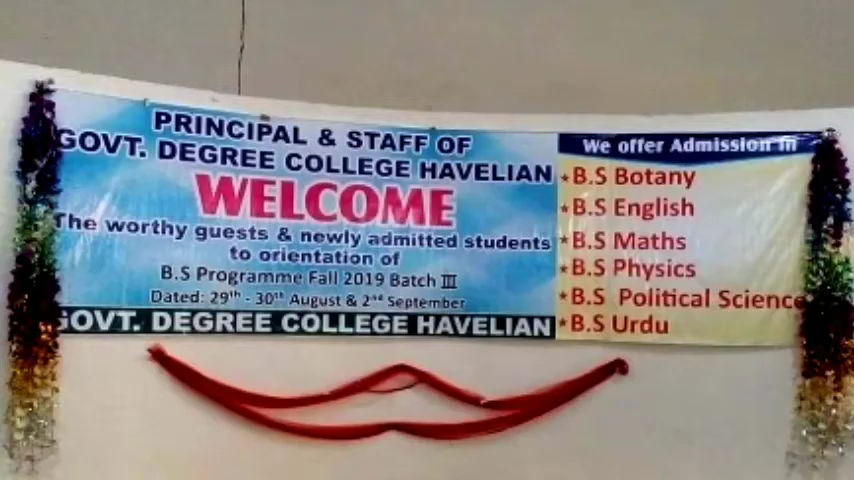 PRINCIPAL & STAFF OF
GOVT. DEGREE COLLEGE HAVELIAN
WELCOME
The worthy guests & newly admitted students
to orientation of
B.S Programme Fall 2019 Batch III
Dated: 29th - 30th August & 2nd September
GOVT. DEGREE COLLEGE HAVELIAN
We offer Admission in
★B.S Botany
★B.S English
★B.S Maths
★B.S Physics
★B.S Political Science
★B.S Urdu